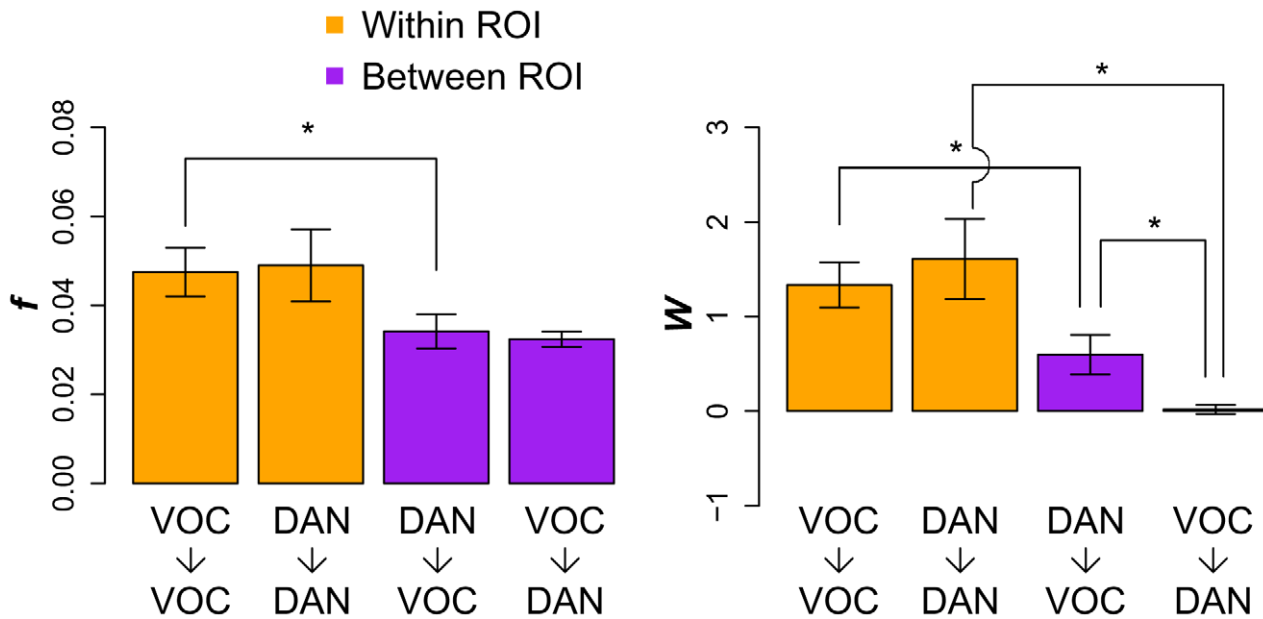 Within ROI
Between ROI
f
0.00 0.02 0.04 0.06 0.08
*
VOC DAN DAN VOC
↓ ↓ ↓ ↓
VOC DAN VOC DAN
W
−1 0 1 2 3
*
*
*
VOC DAN DAN VOC
↓ ↓ ↓ ↓
VOC DAN VOC DAN